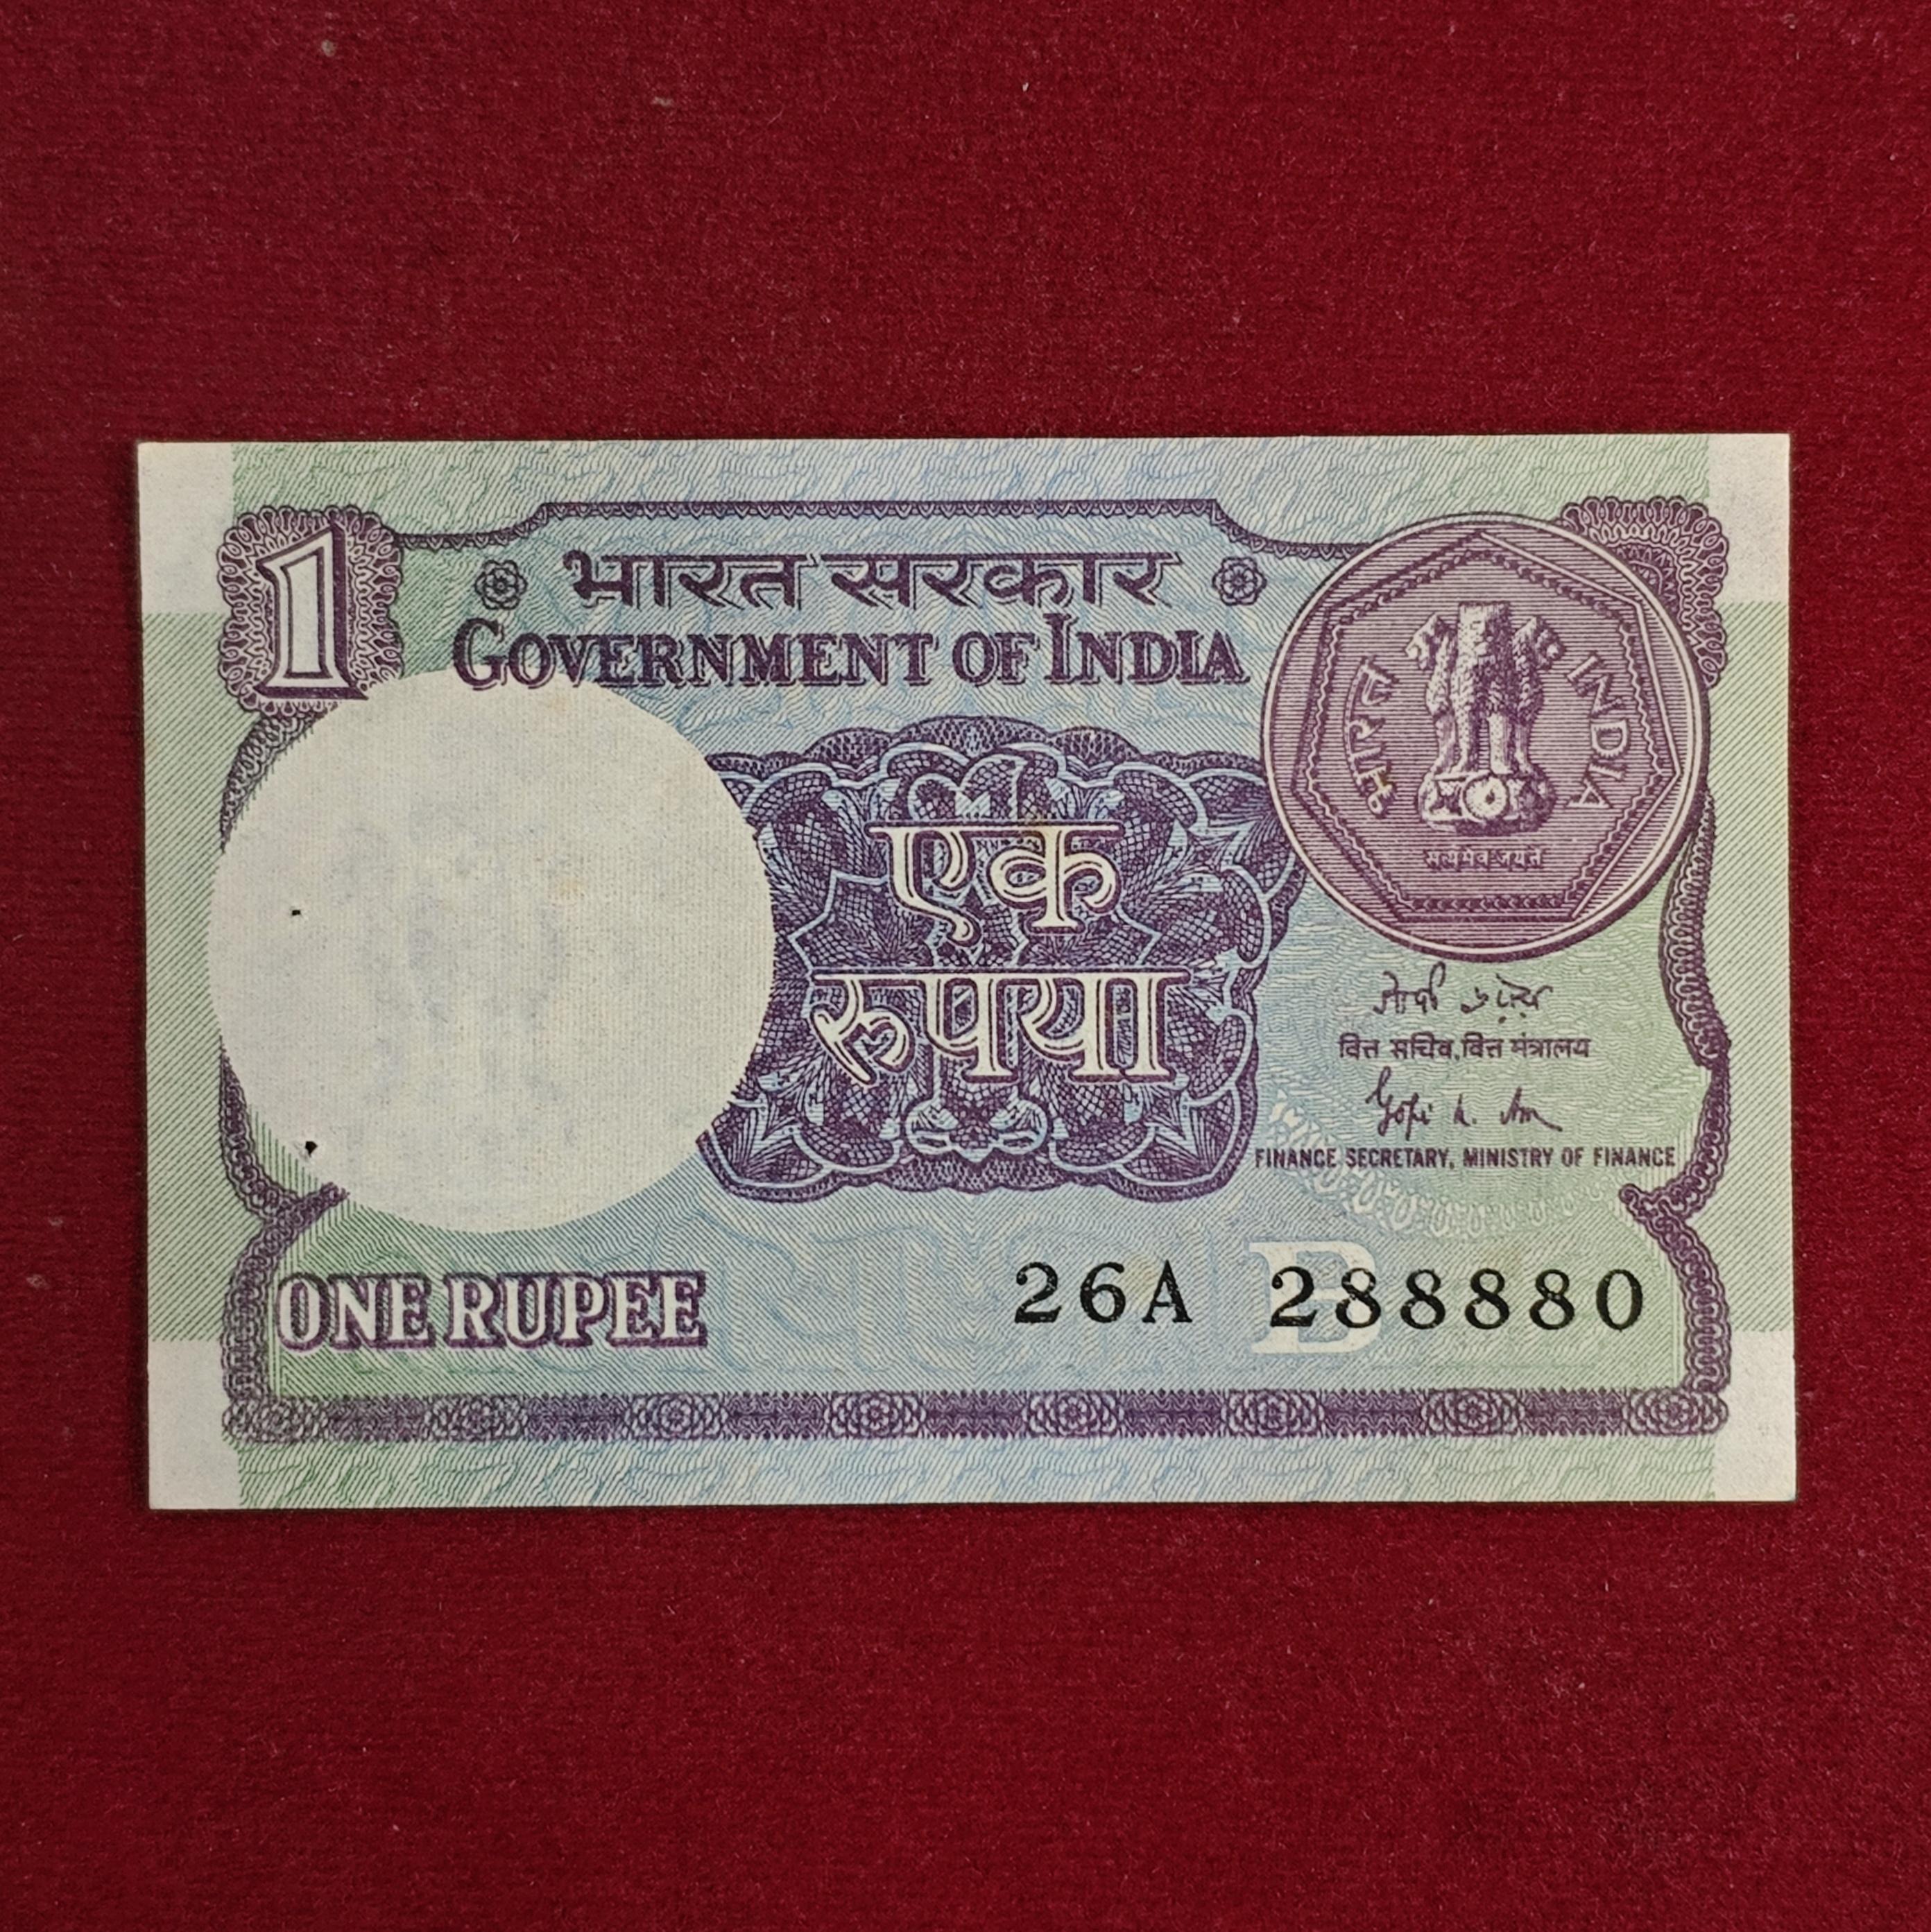 1
भारत सरकार
GOVERNMENT OF INDIA
भारत
INDIA
सत्यमेव जयते
एक
रुपया
वित्त सचिव, वित्त मंत्रालय
FINANCE SECRETARY, MINISTRY OF FINANCE
ONE RUPEE
26A
B
288880